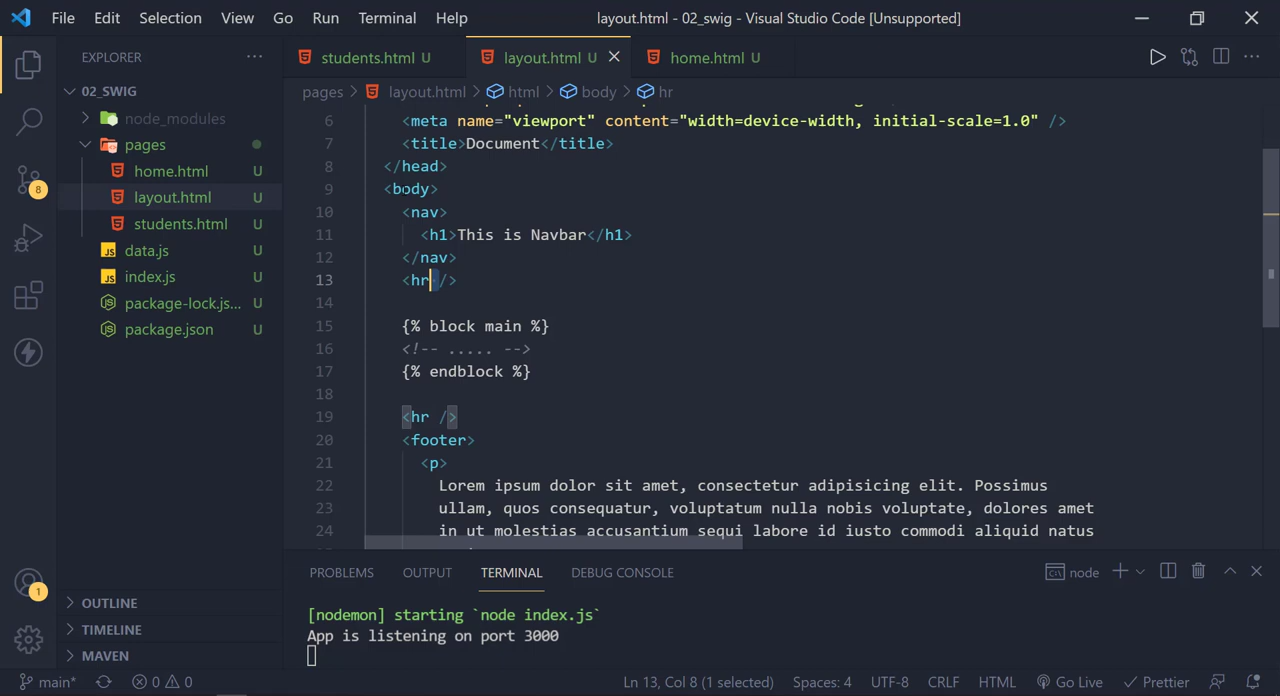 File Edit Selection View Go Run Terminal Help layout.html - 02_swig - Visual Studio Code [Unsupported]
EXPLORER ...
02_SWIG
node_modules
pages
home.html U
layout.html U
students.html U
data.js U
index.js U
package-lock.js... U
package.json U
OUTLINE
TIMELINE
MAVEN
8
1
students.html U layout.html U home.html U
pages > layout.html > html > body > hr
6 <meta name="viewport" content="width=device-width, initial-scale=1.0" />
7 <title>Document</title>
8 </head>
9 <body>
10 <nav>
11 <h1>This is Navbar</h1>
12 </nav>
13 <hr />
14
15 {% block main %}
16 <!-- ..... -->
17 {% endblock %}
18
19 <hr />
20 <footer>
21 <p>
22 Lorem ipsum dolor sit amet, consectetur adipisicing elit. Possimus
23 ullam, quos consequatur, voluptatum nulla nobis voluptate, dolores amet
24 in ut molestias accusantium sequi labore id iusto commodi aliquid natus
PROBLEMS OUTPUT TERMINAL DEBUG CONSOLE node
[nodemon] starting `node index.js`
App is listening on port 3000
main* 0 0 Ln 13, Col 8 (1 selected) Spaces: 4 UTF-8 CRLF HTML Go Live Prettier